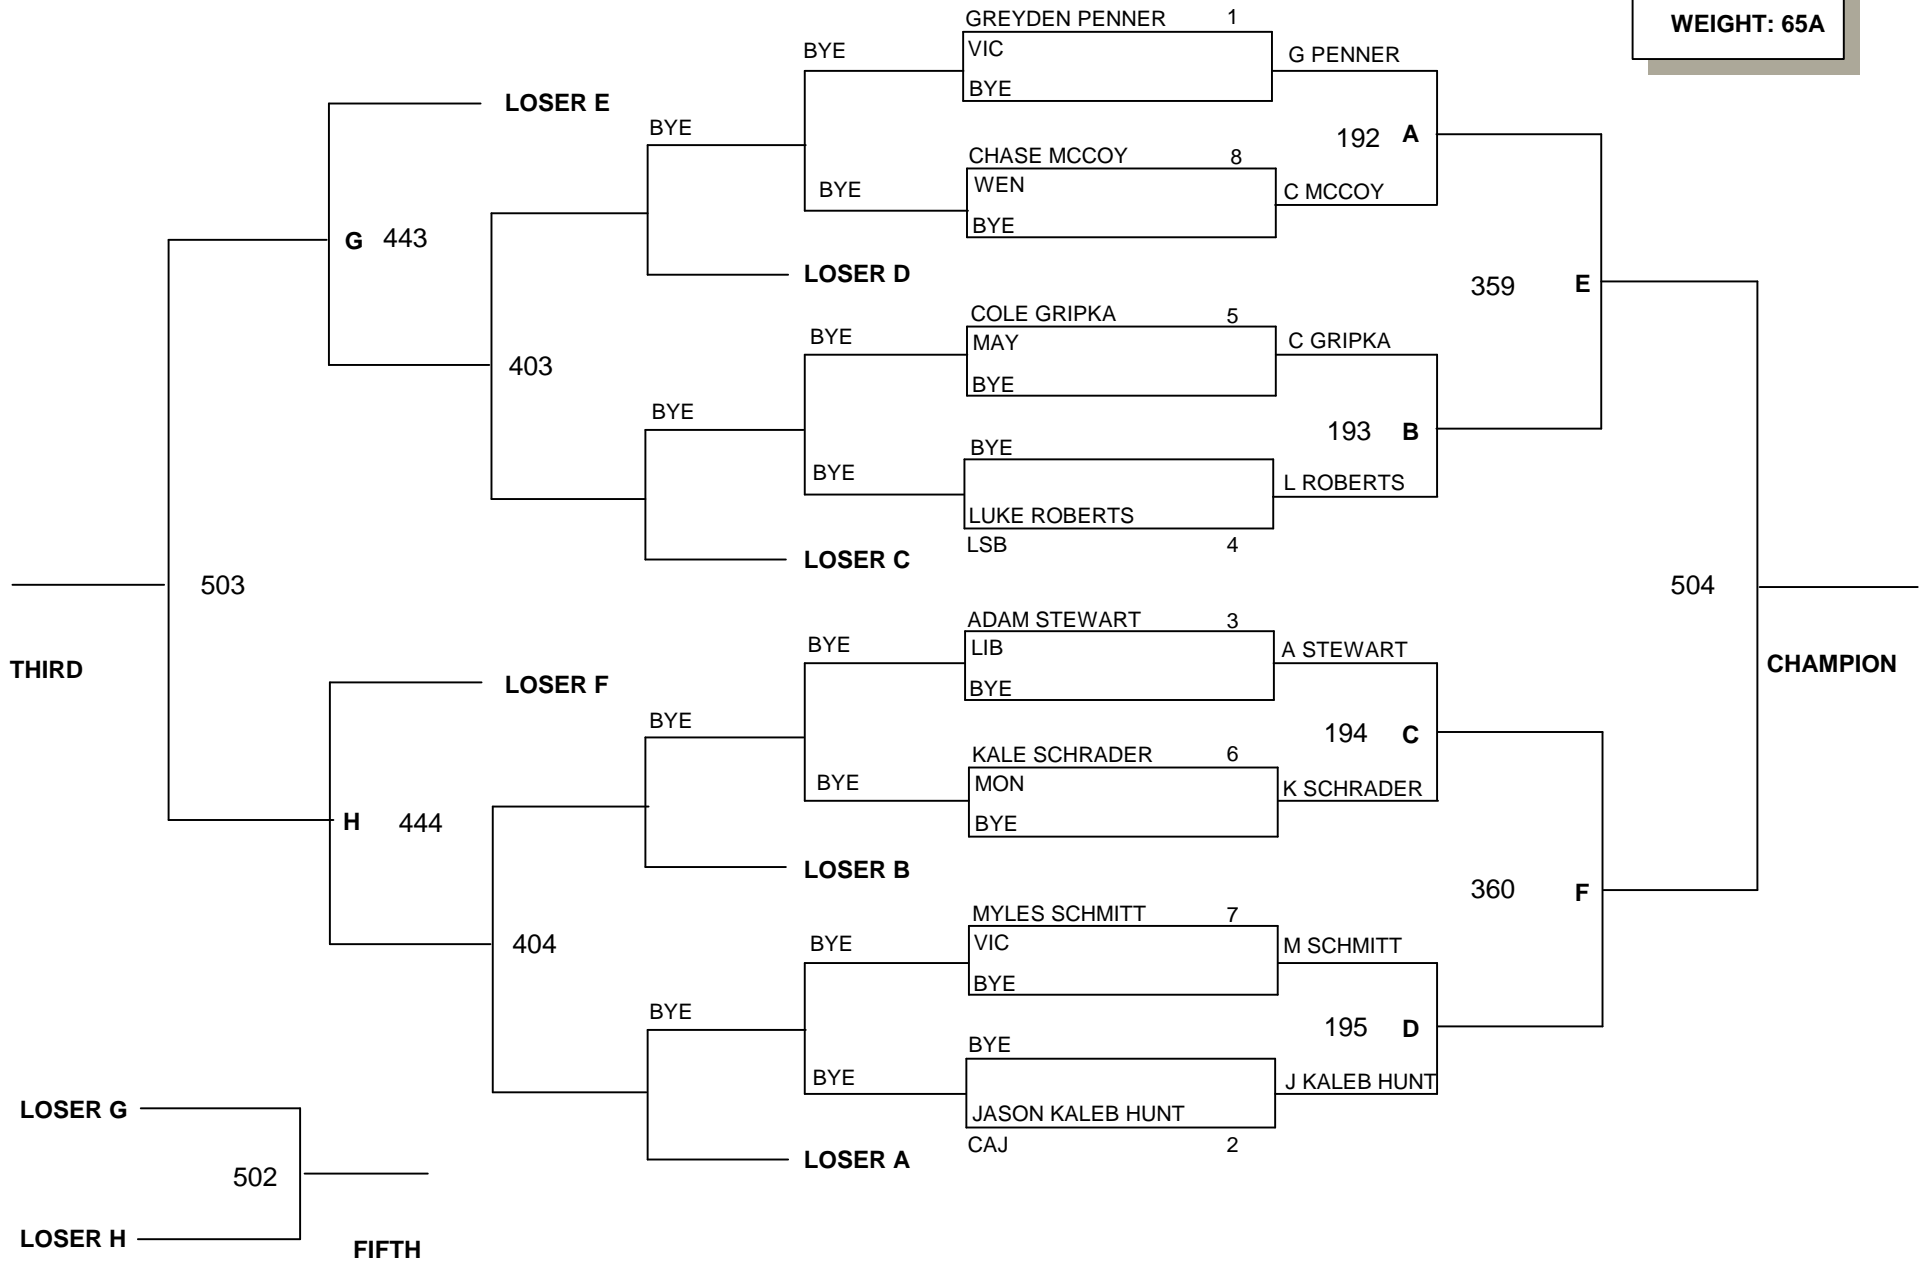 WEIGHT: 65A
GREYDEN PENNER 1
BYE
VIC
G PENNER
BYE
LOSER E
BYE
CHASE MCCOY 8
192 A
BYE
WEN
C MCCOY
BYE
G 443
LOSER D
359 E
COLE GRIPKA 5
BYE
MAY
C GRIPKA
BYE
403
BYE
193 B
BYE
BYE
L ROBERTS
LUKE ROBERTS
LSB 4
LOSER C
503
504
ADAM STEWART 3
BYE
LIB
A STEWART
BYE
THIRD
CHAMPION
LOSER F
BYE
194 C
KALE SCHRADER 6
BYE
MON
K SCHRADER
BYE
H 444
LOSER B
360 F
MYLES SCHMITT 7
BYE
VIC
M SCHMITT
BYE
404
BYE
195 D
BYE
BYE
J KALEB HUNT
JASON KALEB HUNT
CAJ 2
LOSER A
LOSER G
502
LOSER H
FIFTH